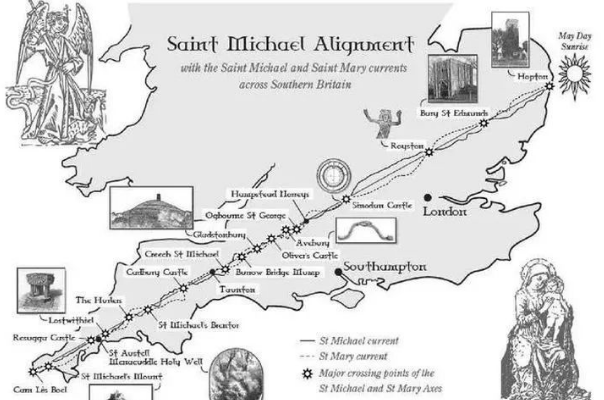 Saint Michael Alignment
with the Saint Michael and Saint Mary currents
across Southern Britain
May Day
Sunrise
Hopton
Bury St Edmunds
Royston
Hampstead Norreys
Sinodun Castle
London
Ogbourne St George
Glastonbury
Avebury
Creech St Michael
Oliver's Castle
Cadbury Castle
Burrow Bridge Mump
Southampton
Taunton
The Hurlers
Lostwithiel
St Michael's Brentor
Resugga Castle
St Austell
Menacuddle Holy Well
St Michael's Mount
Carn Lês Boel
St Michael current
St Mary current
Major crossing points of the
St Michael and St Mary Axes